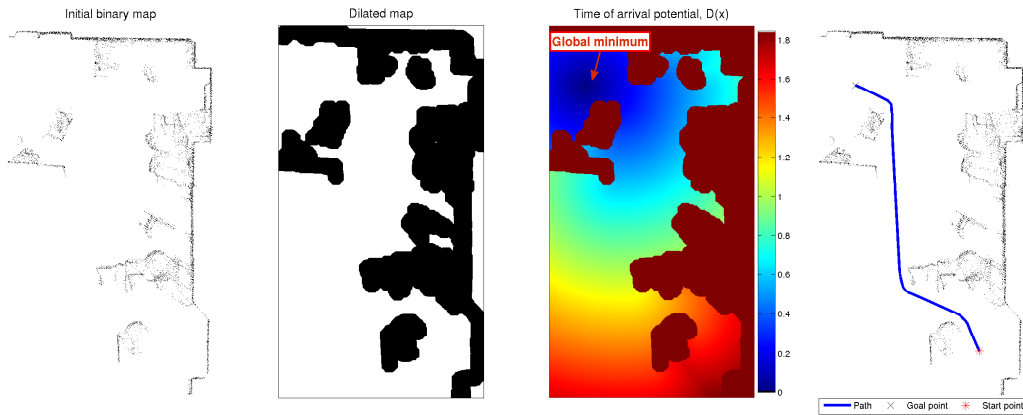 Initial binary map
Dilated map
Time of arrival potential, D(x)
Global minimum
1.8
1.6
1.4
1.2
1
0.8
0.6
0.4
0.2
0
Path
Goal point
Start point